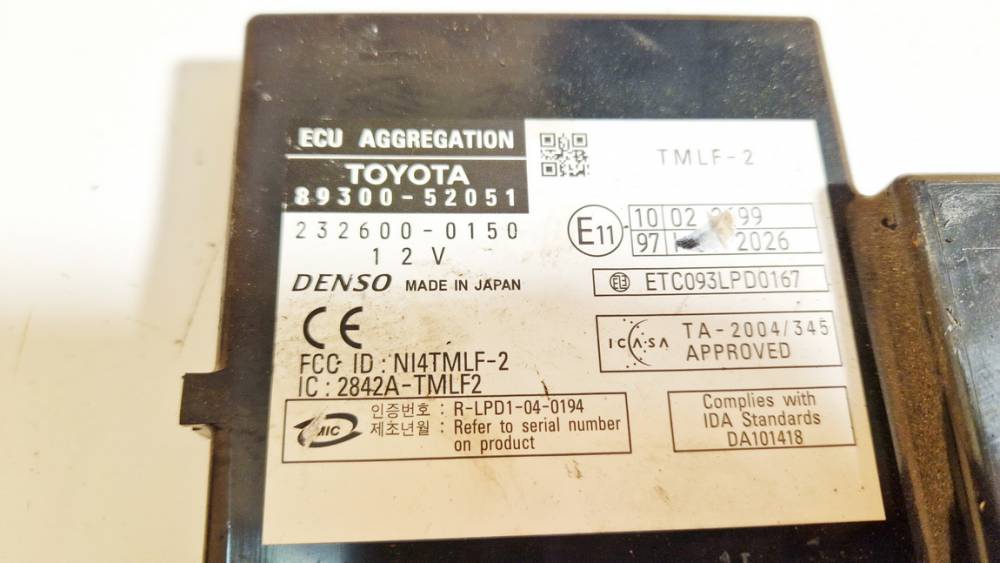 ECU AGGREGATION
TOYOTA
89300-52051
232600-0150
12V
DENSO MADE IN JAPAN
CE
FCC ID : NI4TMLF-2
IC : 2842A-TMLF2
MIC
인증번호 : R-LPD1-04-0194
제조년월 : Refer to serial number
on product
TMLF-2
E11
10 02
97 2026
ETC093LPD0167
ICASA
TA-2004/345
APPROVED
Complies with
IDA Standards
DA101418